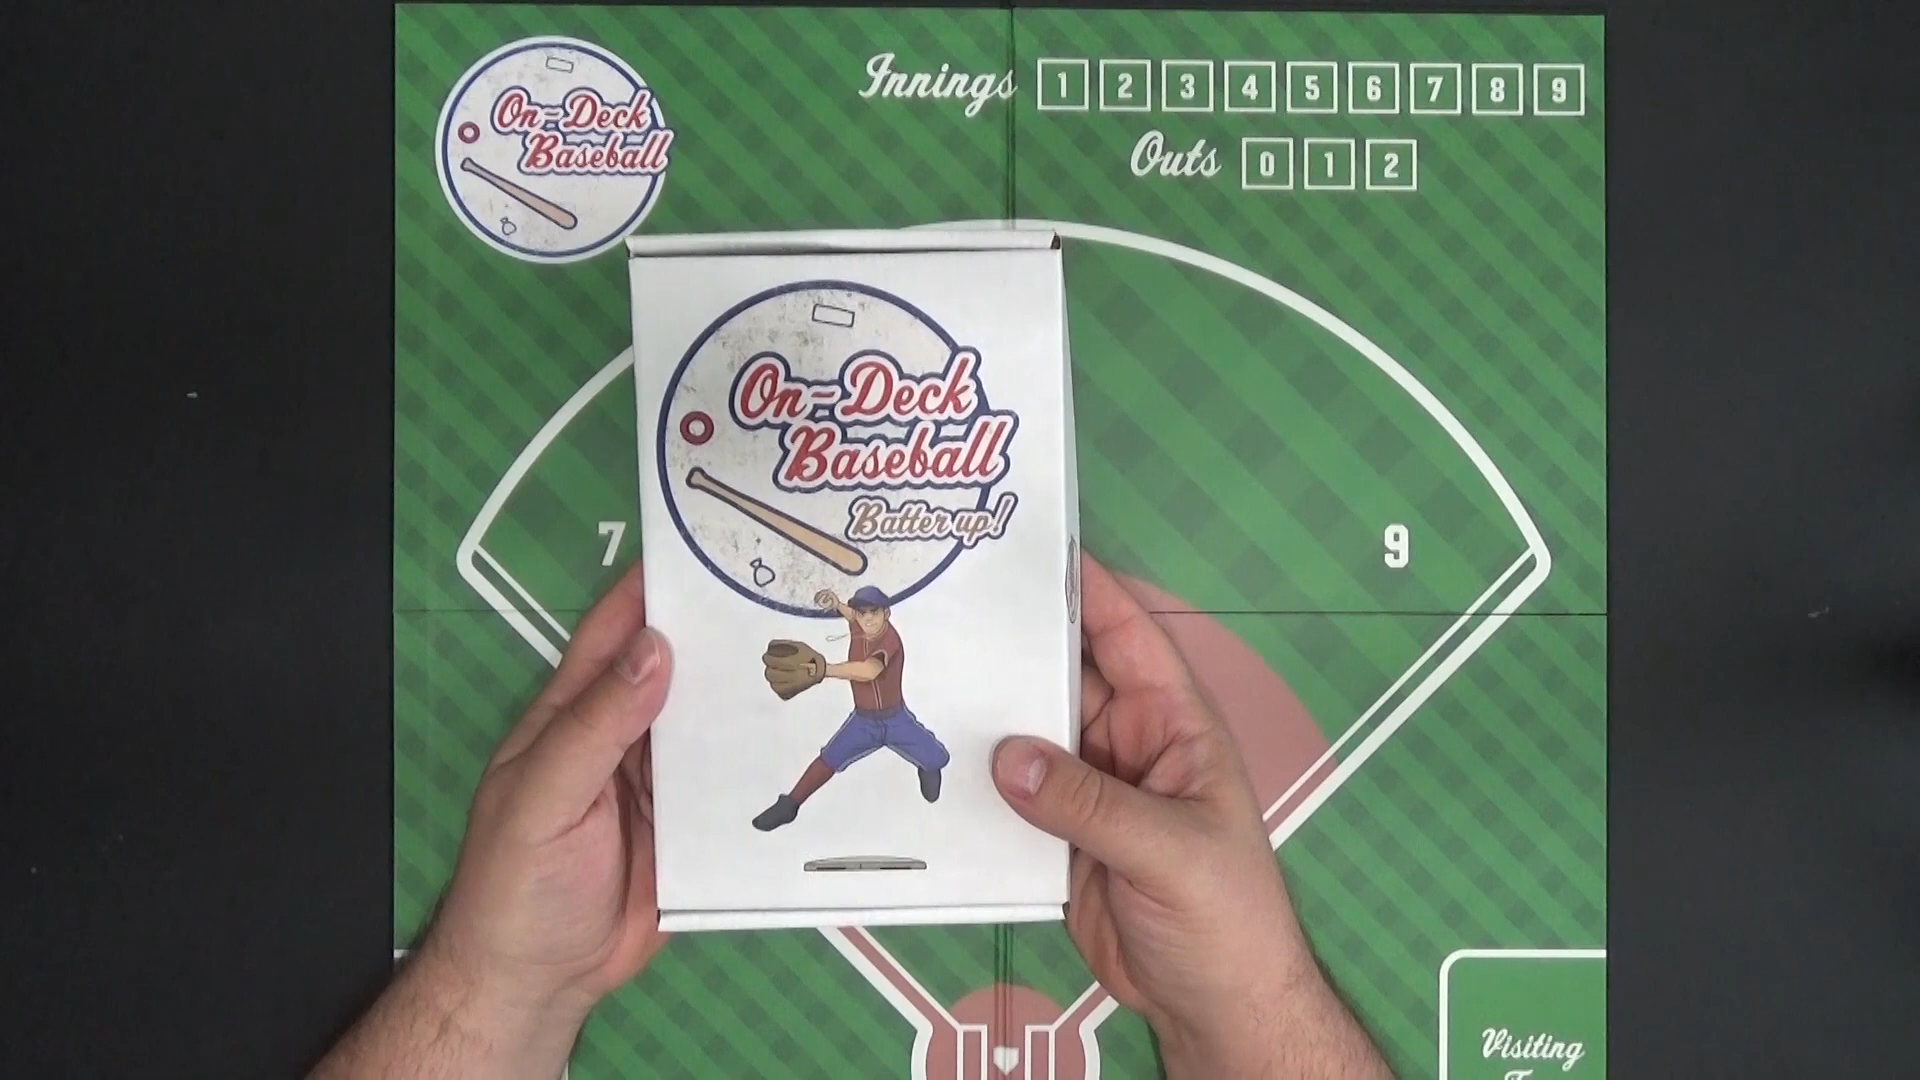 On-Deck
Baseball
Innings 1 2 3 4 5 6 7 8 9
Outs 0 1 2
On-Deck
Baseball
Batter up!
7
9
Visiting